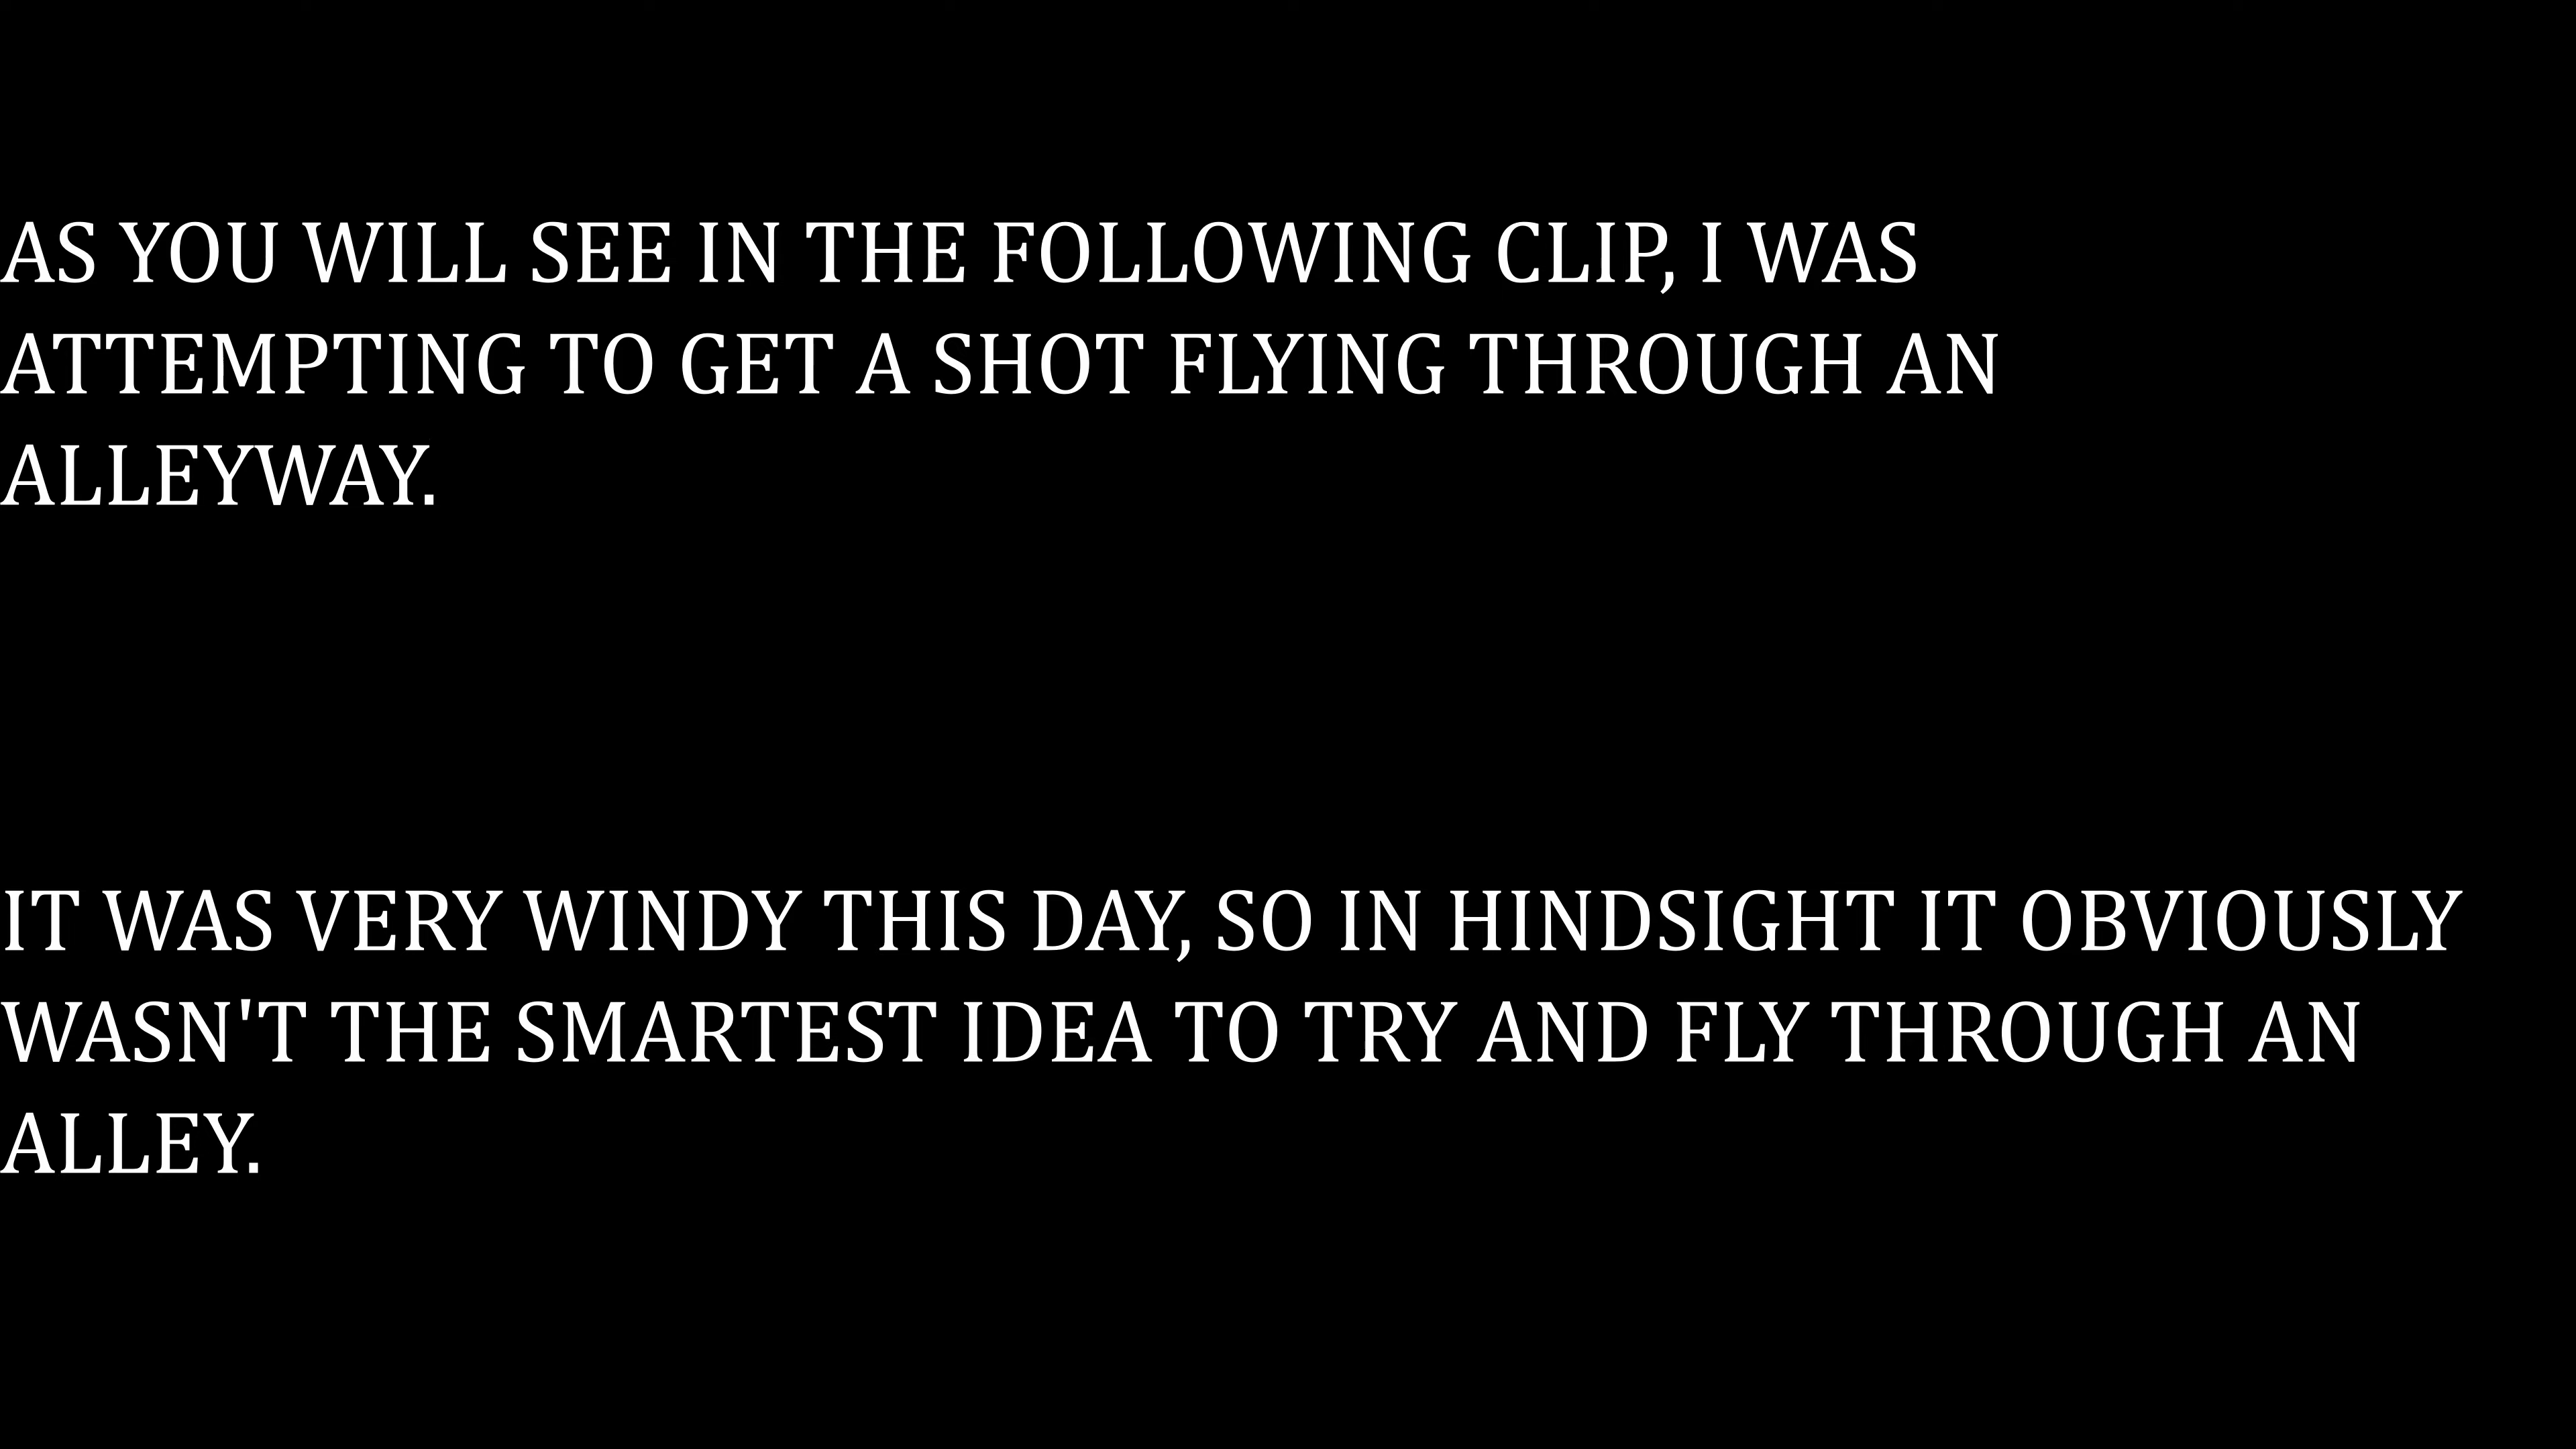 AS YOU WILL SEE IN THE FOLLOWING CLIP, I WAS
ATTEMPTING TO GET A SHOT FLYING THROUGH AN
ALLEYWAY.
IT WAS VERY WINDY THIS DAY, SO IN HINDSIGHT IT OBVIOUSLY
WASN'T THE SMARTEST IDEA TO TRY AND FLY THROUGH AN
ALLEY.